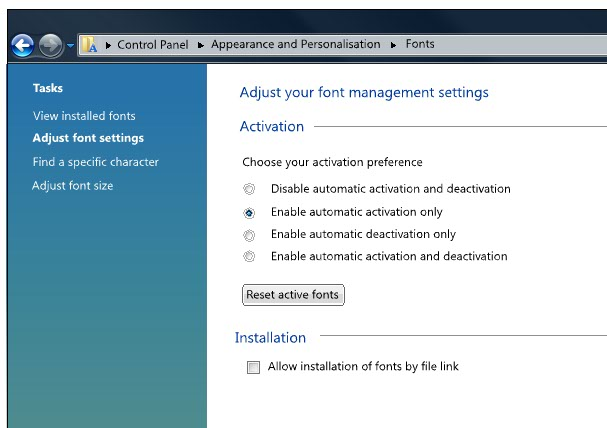 Control Panel ▸ Appearance and Personalisation ▸ Fonts
Tasks
View installed fonts
Adjust font settings
Find a specific character
Adjust font size
Adjust your font management settings
Activation
Choose your activation preference
Disable automatic activation and deactivation
Enable automatic activation only
Enable automatic deactivation only
Enable automatic activation and deactivation
Reset active fonts
Installation
Allow installation of fonts by file link